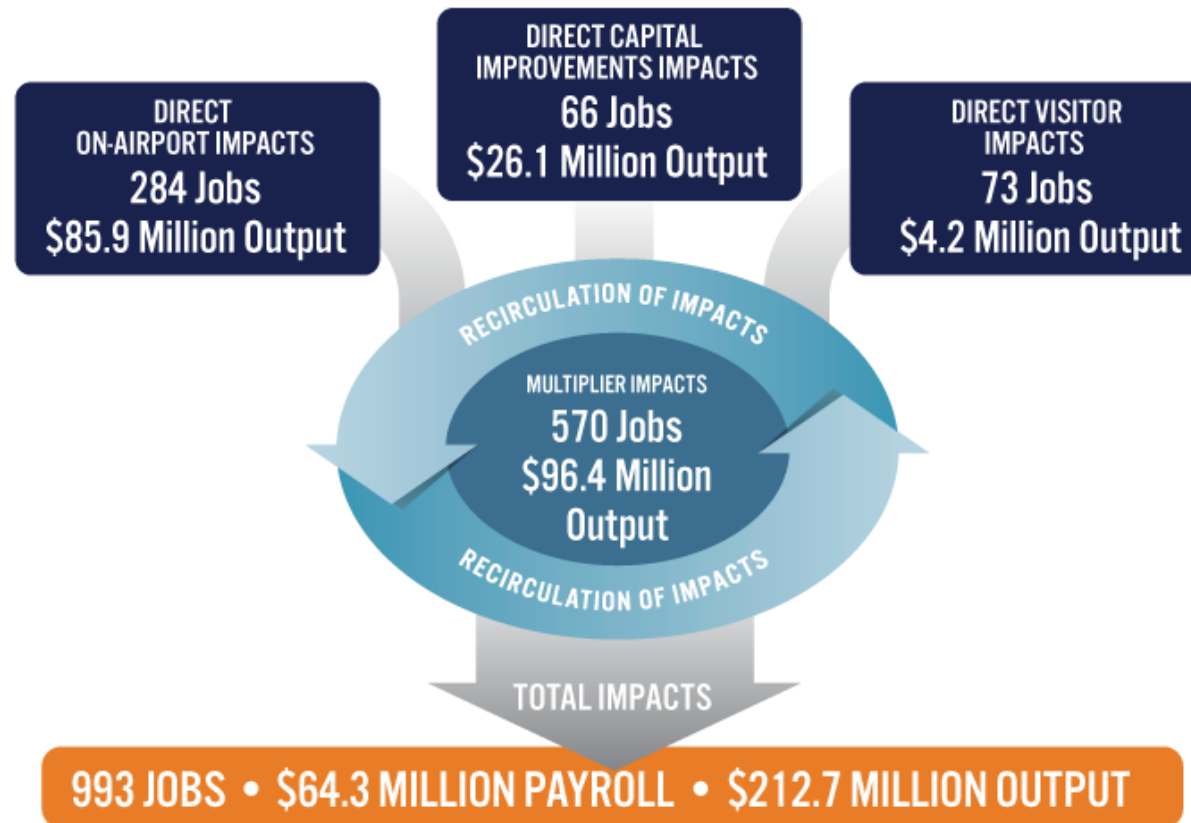 DIRECT
ON-AIRPORT IMPACTS
284 Jobs
$85.9 Million Output
DIRECT CAPITAL
IMPROVEMENTS IMPACTS
66 Jobs
$26.1 Million Output
DIRECT VISITOR
IMPACTS
73 Jobs
$4.2 Million Output
RECIRCULATION OF IMPACTS
MULTIPLIER IMPACTS
570 Jobs
$96.4 Million
Output
RECIRCULATION OF IMPACTS
TOTAL IMPACTS
993 JOBS • $64.3 MILLION PAYROLL • $212.7 MILLION OUTPUT